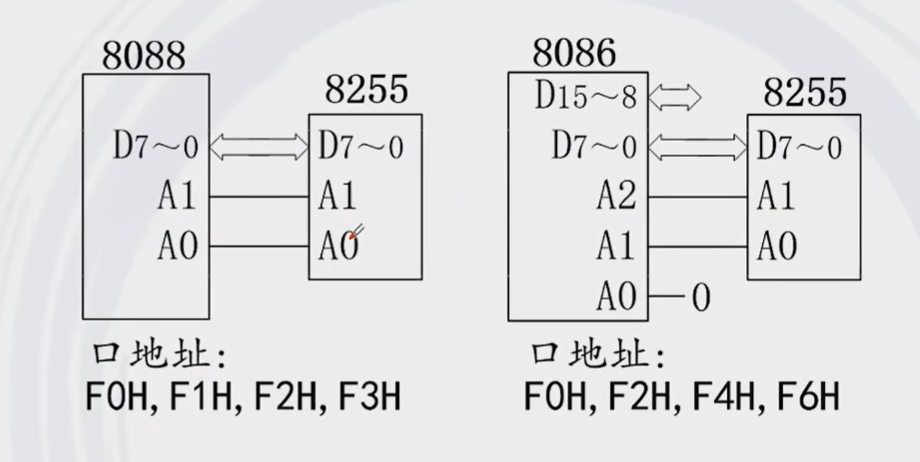 8088
8255
D7～0
D7～0
A1
A1
A0
A0
口地址:
F0H, F1H, F2H, F3H
8086
8255
D15～8
D7～0
D7～0
A2
A1
A1
A0
A0
0
口地址:
F0H, F2H, F4H, F6H